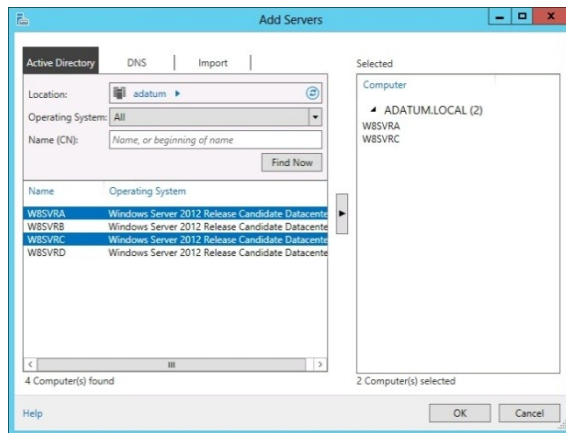 Add Servers
Active Directory DNS Import
Location: adatum
Operating System: All
Name (CN): Name, or beginning of name
Find Now
Name Operating System
W8SVRA Windows Server 2012 Release Candidate Datacente
W8SVRB Windows Server 2012 Release Candidate Datacente
W8SVRC Windows Server 2012 Release Candidate Datacente
W8SVRD Windows Server 2012 Release Candidate Datacente
4 Computer(s) found
Selected
Computer
ADATUM.LOCAL (2)
W8SVRA
W8SVRC
2 Computer(s) selected
Help
OK Cancel